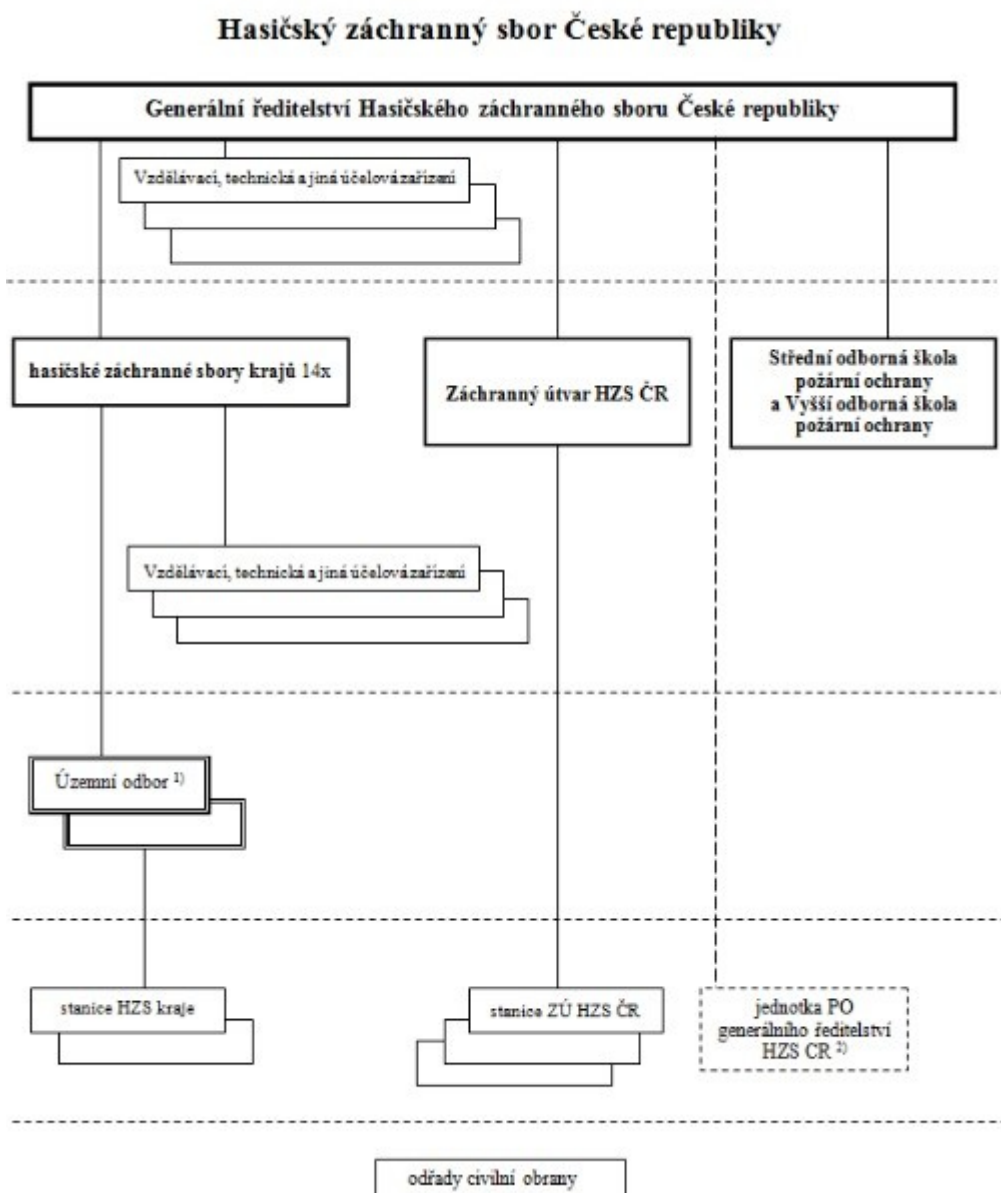 Hasičský záchranný sbor České republiky
Generální ředitelství Hasičského záchranného sboru České republiky
Vzdělávací, technická a jiná účelová zařízení
hasičské záchranné sbory krajů 14x
Záchranný útvar HZS ČR
Střední odborná škola
požární ochrany
a Vyšší odborná škola
požární ochrany
Vzdělávací, technická a jiná účelová zařízení
Územní odbor 1)
stanice HZS kraje
stanice ZÚ HZS ČR
jednotka PO
generálního ředitelství
HZS CR 2)
odřady civilní obrany